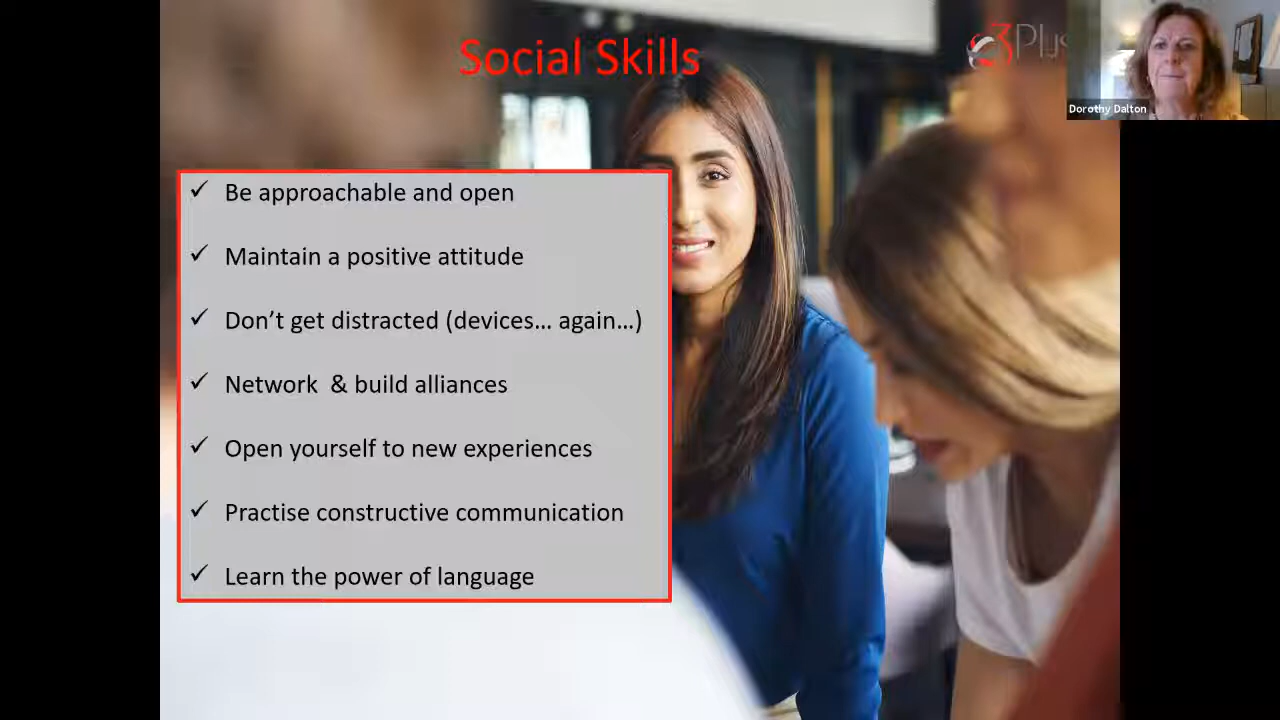 Social Skills
3Plus
Dorothy Dalton
✓ Be approachable and open
✓ Maintain a positive attitude
✓ Don’t get distracted (devices... again...)
✓ Network & build alliances
✓ Open yourself to new experiences
✓ Practise constructive communication
✓ Learn the power of language